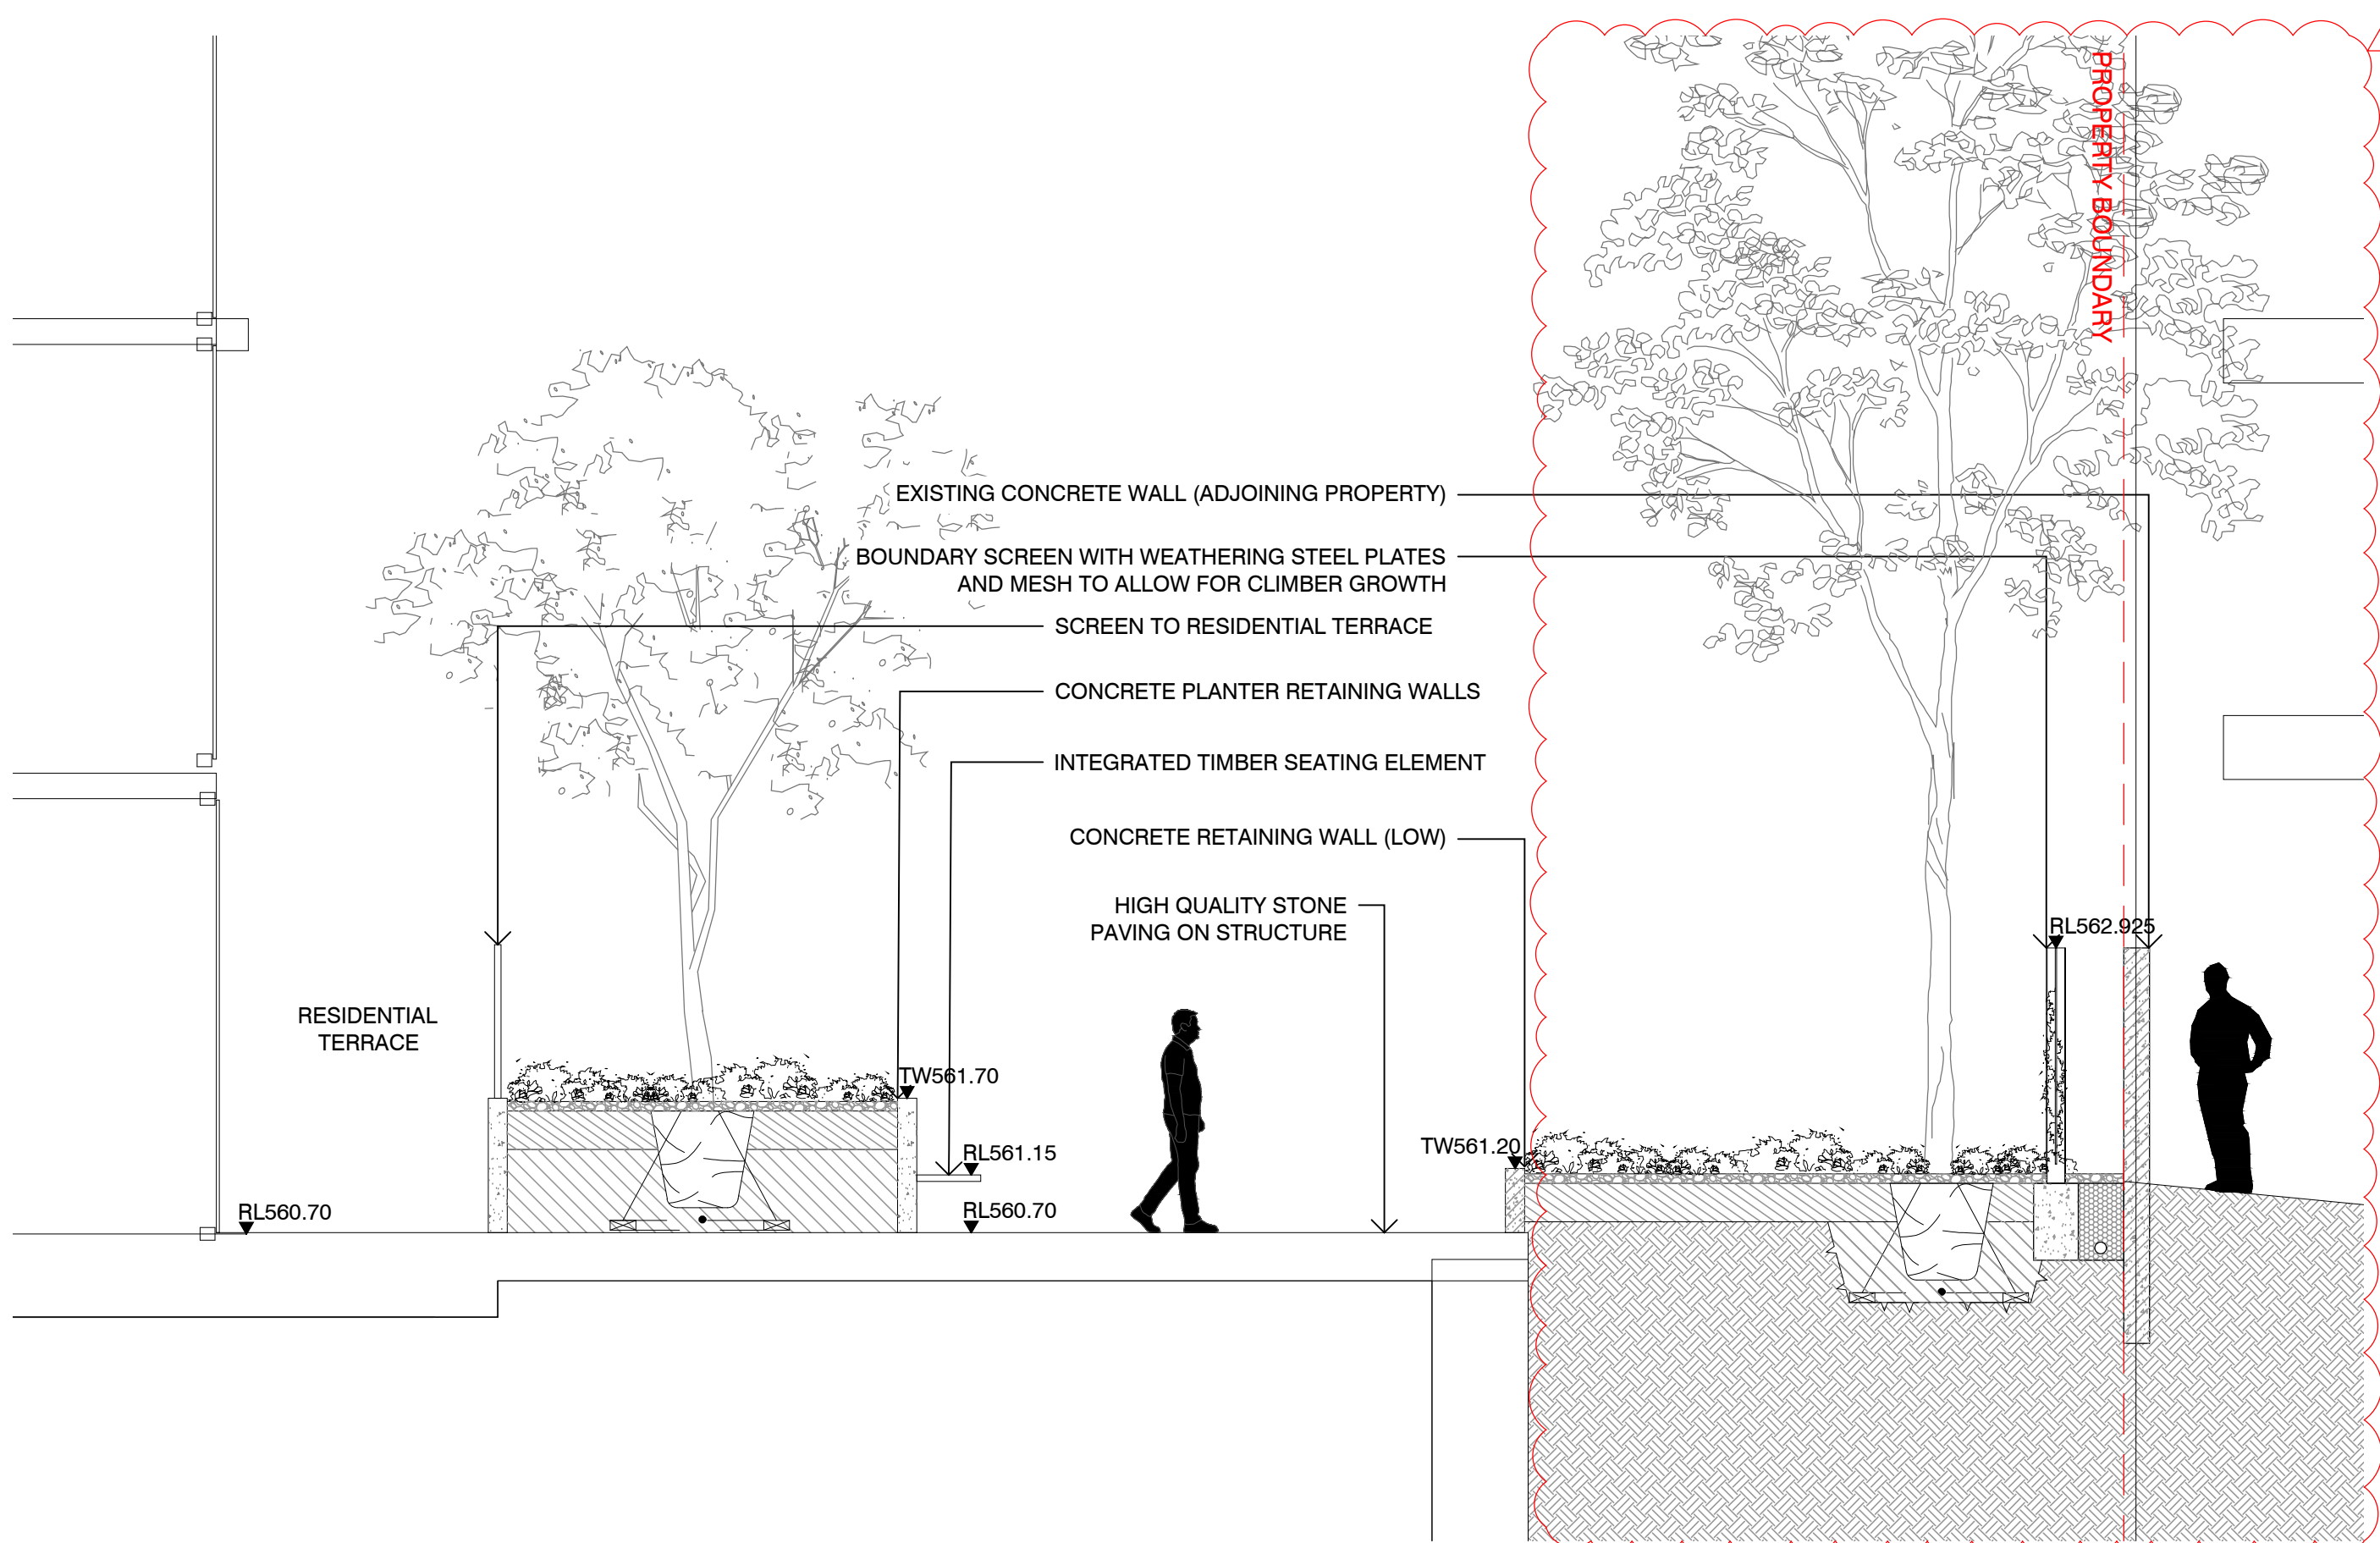 PROPERTY BOUNDARY
EXISTING CONCRETE WALL (ADJOINING PROPERTY)
BOUNDARY SCREEN WITH WEATHERING STEEL PLATES
AND MESH TO ALLOW FOR CLIMBER GROWTH
SCREEN TO RESIDENTIAL TERRACE
CONCRETE PLANTER RETAINING WALLS
INTEGRATED TIMBER SEATING ELEMENT
CONCRETE RETAINING WALL (LOW)
HIGH QUALITY STONE
PAVING ON STRUCTURE
RL562.925
RESIDENTIAL
TERRACE
TW561.70
TW561.20
RL561.15
RL560.70
RL560.70